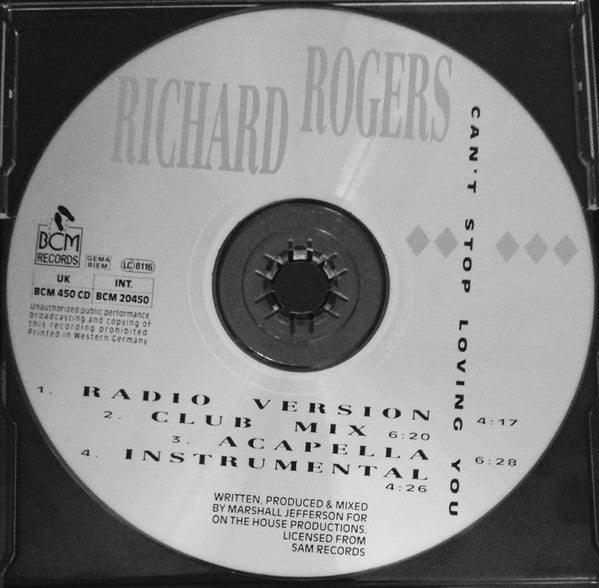 RICHARD ROGERS
CAN'T STOP LOVING YOU
BCM
RECORDS
GEMA
BIEM
LC 8116
UK INT.
BCM 450 CD BCM 20450
Unauthorized public performance
broadcasting and copying of
this recording prohibited
Printed in Western Germany
1. RADIO VERSION 4:17
2. CLUB MIX 6:20
3. ACAPELLA 6:28
4. INSTRUMENTAL 4:26
WRITTEN, PRODUCED & MIXED
BY MARSHALL JEFFERSON FOR
ON THE HOUSE PRODUCTIONS,
LICENSED FROM
SAM RECORDS